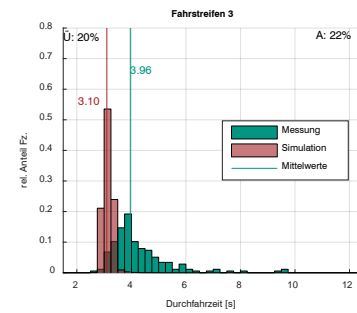 Fahrstreifen 3
Ü: 20%
A: 22%
3.96
3.10
Messung
Simulation
Mittelwerte
rel. Anteil Fz.
0.8
0.7
0.6
0.5
0.4
0.3
0.2
0.1
0
2 4 6 8 10 12
Durchfahrzeit [s]